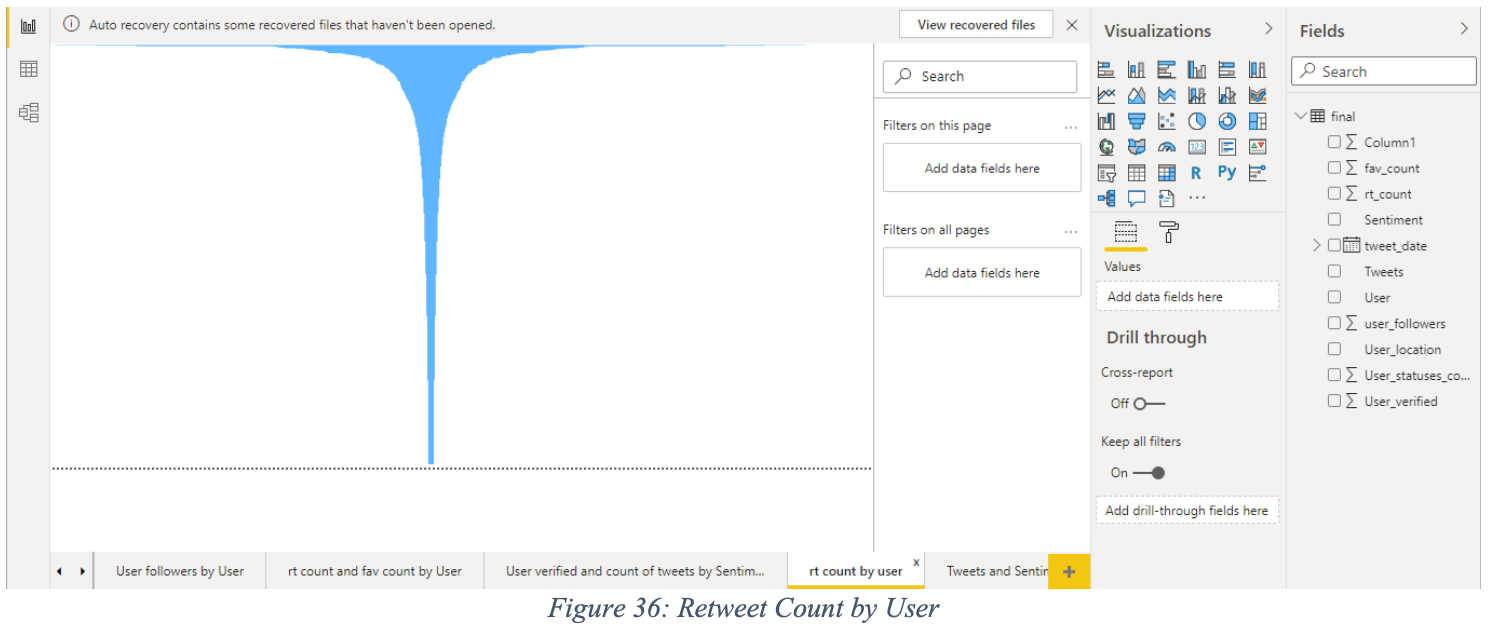 Auto recovery contains some recovered files that haven't been opened.
View recovered files
Search
Filters on this page
...
Add data fields here
Filters on all pages
...
Add data fields here
Visualizations
123
R
Py
...
Values
Add data fields here
Drill through
Cross-report
Off
Keep all filters
On
Add drill-through fields here
Fields
Search
final
Σ Column1
Σ fav_count
Σ rt_count
Sentiment
tweet_date
Tweets
User
Σ user_followers
User_location
Σ User_statuses_co...
Σ User_verified
User followers by User
rt count and fav count by User
User verified and count of tweets by Sentim...
rt count by user
x
Tweets and Sentin
+
Figure 36: Retweet Count by User